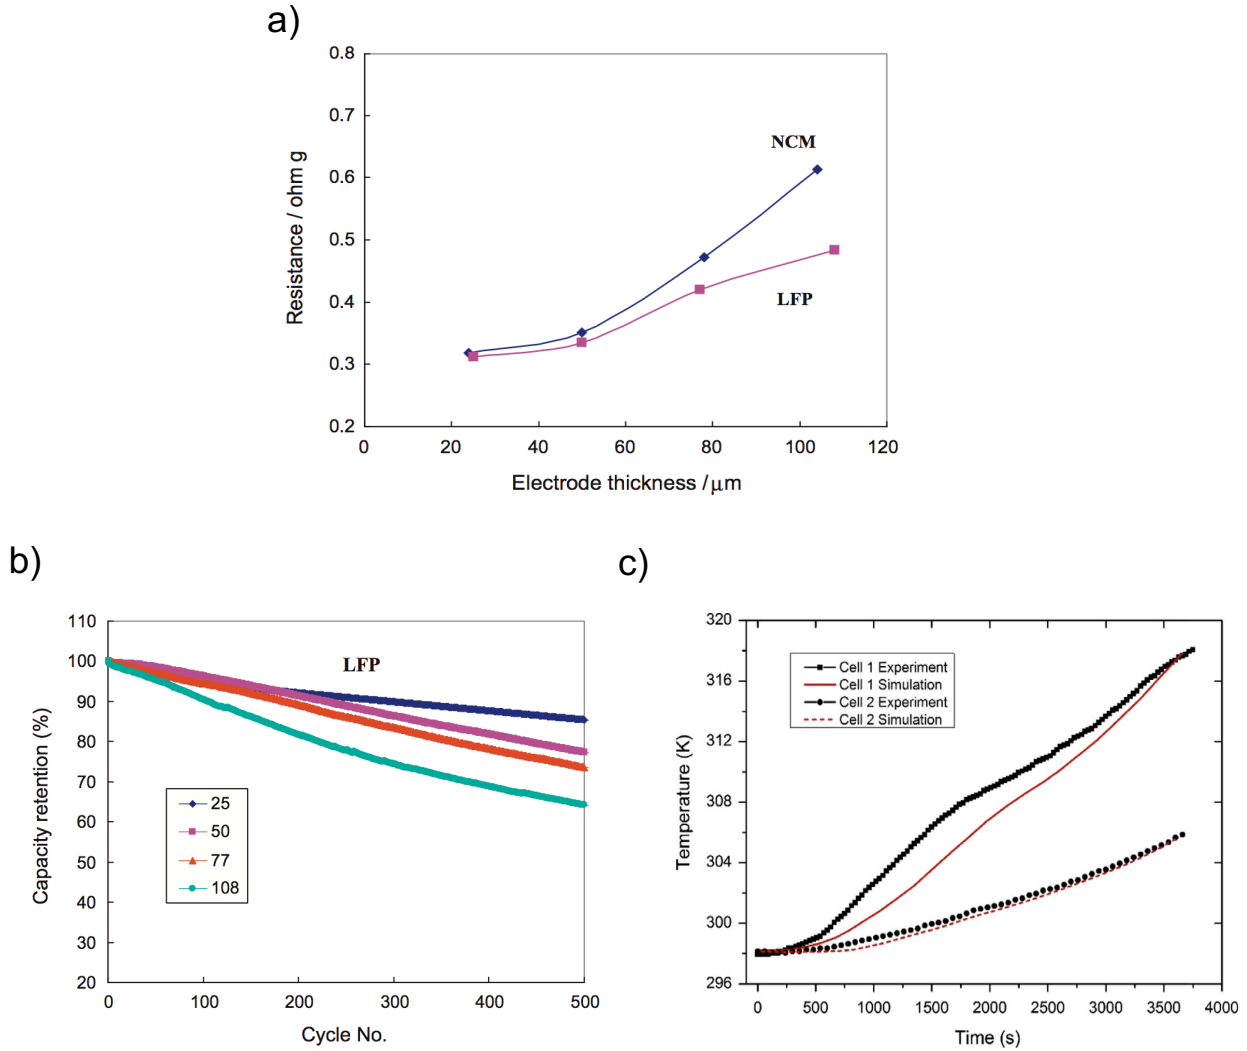 a)
0.8
0.7
0.6
0.5
0.4
0.3
0.2
Resistance / ohm g
NCM
LFP
0 20 40 60 80 100 120
Electrode thickness /μm
b)
110
100
90
80
70
60
50
40
30
20
Capacity retention (%)
LFP
25
50
77
108
0 100 200 300 400 500
Cycle No.
c)
320
316
312
308
304
300
296
Temperature (K)
Cell 1 Experiment
Cell 1 Simulation
Cell 2 Experiment
Cell 2 Simulation
0 500 1000 1500 2000 2500 3000 3500 4000
Time (s)